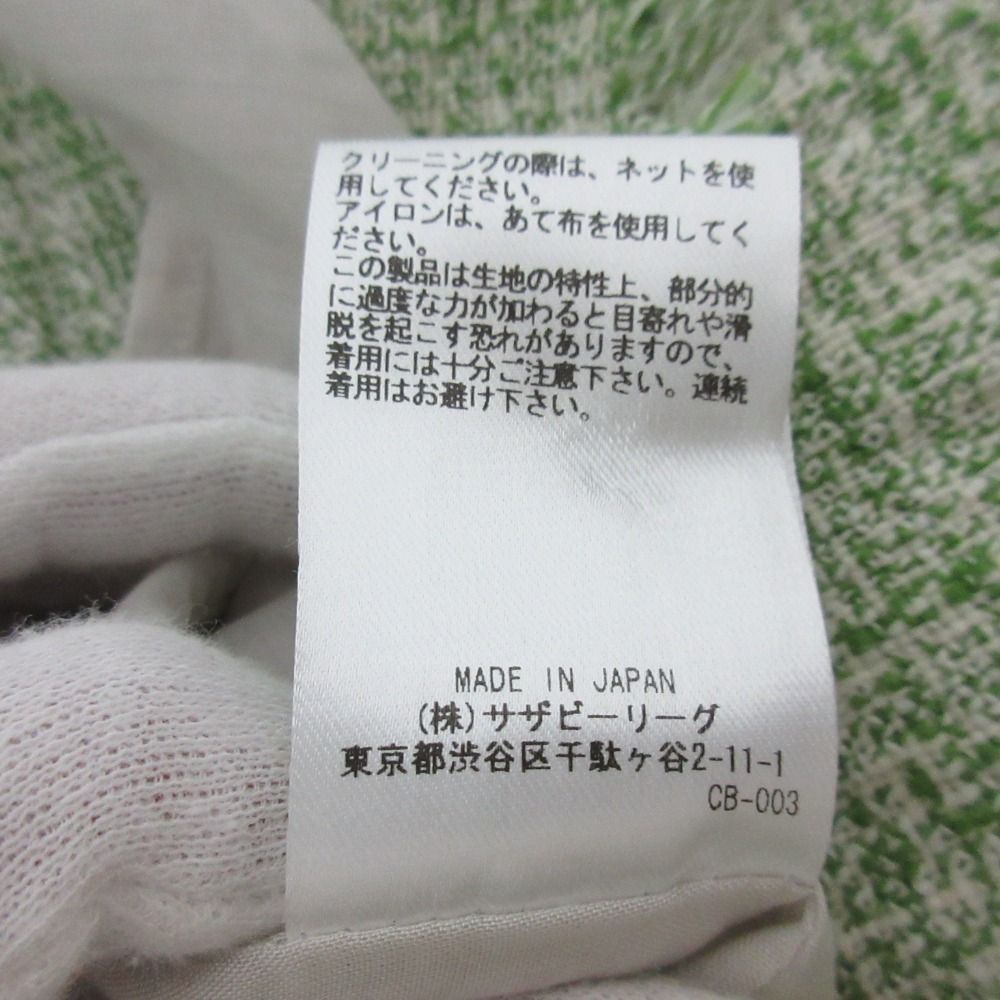 クリーニングの際は、ネットを使
用してください。
アイロンは、あて布を使用してく
ださい。
この製品は生地の特性上、部分的
に過度な力が加わると目寄れや滑
脱を起こす恐れがありますので、
着用には十分ご注意下さい。連続
着用はお避け下さい。
MADE IN JAPAN
(株)サザビーリーグ
東京都渋谷区千駄ヶ谷2-11-1
CB-003